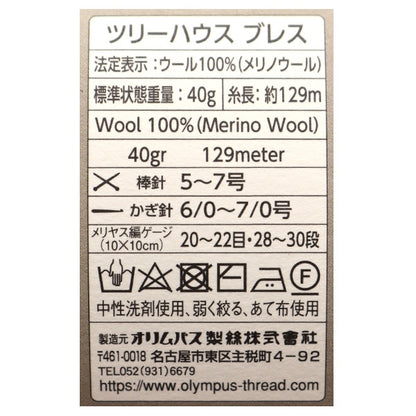 ツリーハウス ブレス
法定表示:ウール100%(メリノウール)
標準状態重量:40g 糸長:約129m
Wool 100%(Merino Wool)
40gr 129meter
棒針 5〜7号
かぎ針 6/0〜7/0号
メリヤス編ゲージ(10×10cm) 20〜22目・28〜30段
F
中性洗剤使用、弱く絞る、あて布使用
製造元 オリムパス製絲株式会社
〒461-0018 名古屋市東区主税町4-92
TEL052(931)6679
https://www.olympus-thread.com